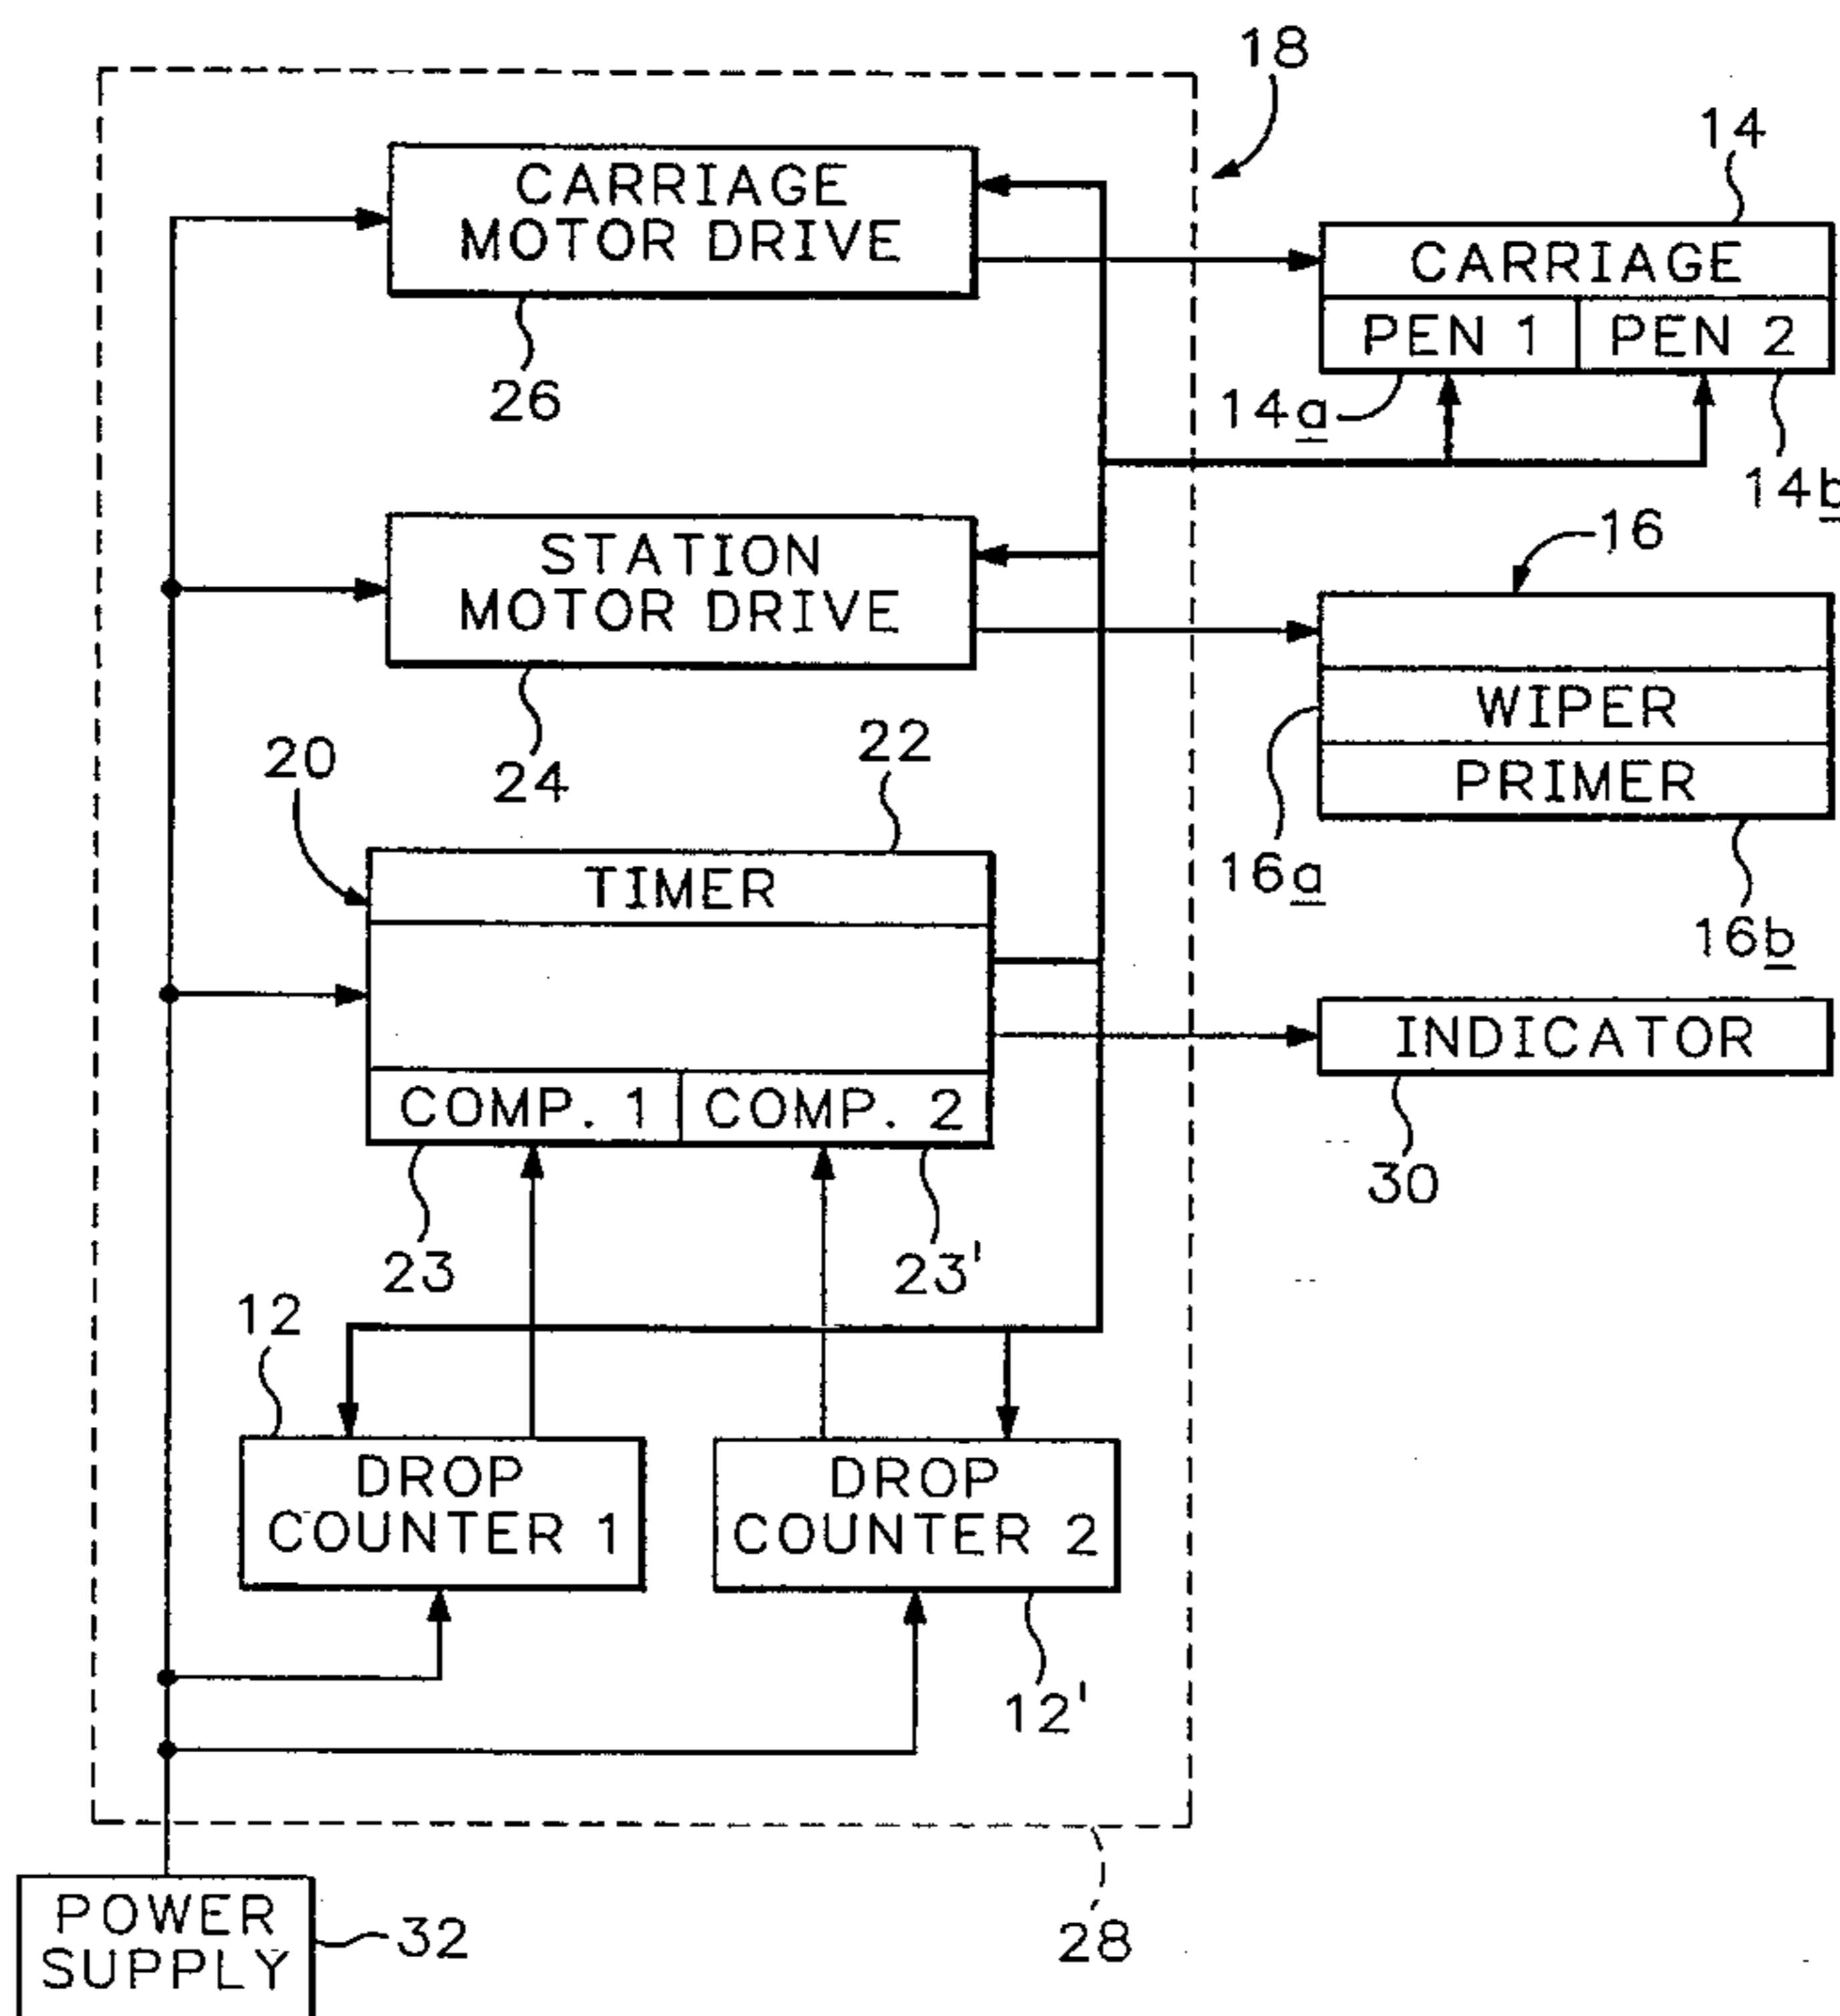 18
CARRIAGE
MOTOR DRIVE
26
14
CARRIAGE
PEN 1
PEN 2
14a
14b
STATION
MOTOR DRIVE
24
16
WIPER
PRIMER
16a
16b
20
22
TIMER
COMP. 1
COMP. 2
23
23'
INDICATOR
30
12
DROP
COUNTER 1
DROP
COUNTER 2
12'
28
POWER
SUPPLY
32